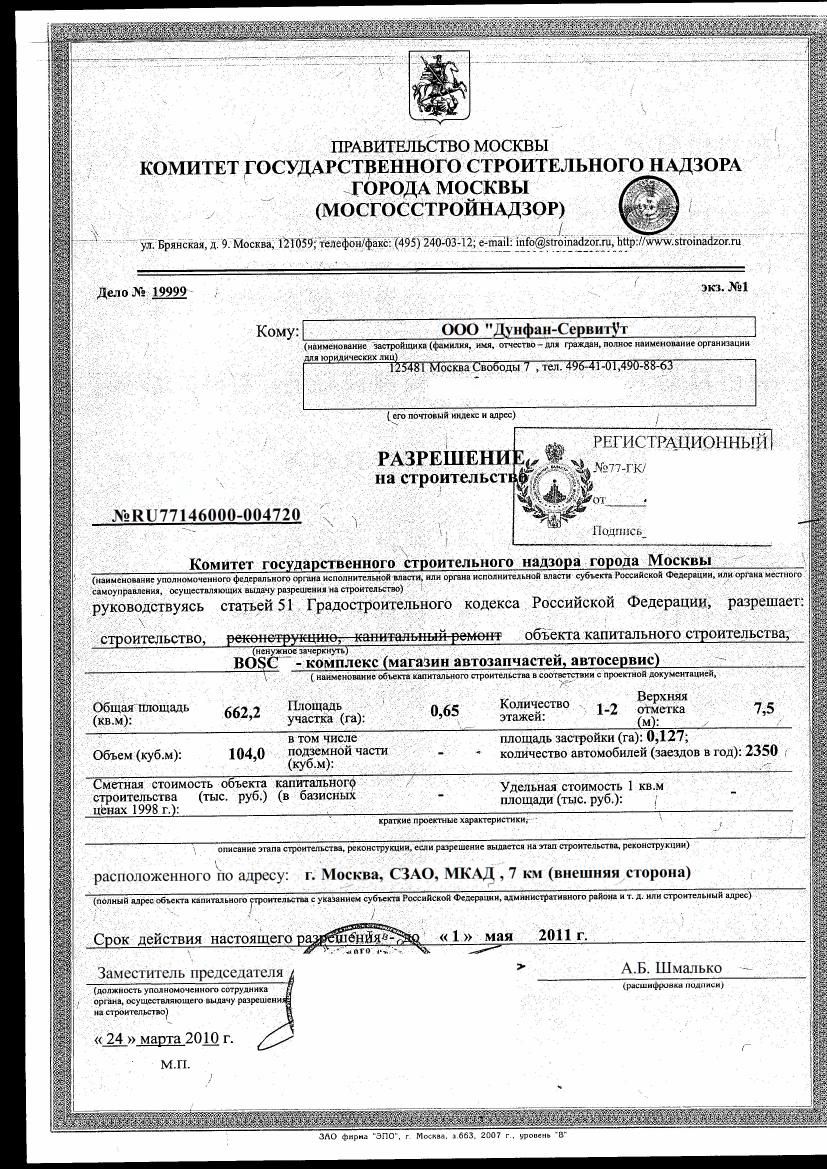 ПРАВИТЕЛЬСТВО МОСКВЫ
КОМИТЕТ ГОСУДАРСТВЕННОГО СТРОИТЕЛЬНОГО НАДЗОРА
ГОРОДА МОСКВЫ
(МОСГОССТРОЙНАДЗОР)
ул. Брянская, д. 9. Москва, 121059; телефон/факс: (495) 240-03-12; e-mail: info@stroinadzor.ru, http://www.stroinadzor.ru
Дело № 19999
экз. №1
Кому: ООО "Дунфан-Сервитут
(наименование застройщика (фамилия, имя, отчество – для граждан, полное наименование организации
для юридических лиц)
125481 Москва Свободы 7 , тел. 496-41-01,490-88-63
( его почтовый индекс и адрес)
РЕГИСТРАЦИОННЫЙ
№77-ГК/
от
Подпись
РАЗРЕШЕНИЕ
на строительство
№RU77146000-004720
Комитет государственного строительного надзора города Москвы
(наименование уполномоченного федерального органа исполнительной власти, или органа исполнительной власти субъекта Российской Федерации, или органа местного
самоуправления, осуществляющих выдачу разрешения на строительство)
руководствуясь статьей 51 Градостроительного кодекса Российской Федерации, разрешает:
строительство, реконструкцию, капитальный ремонт объекта капитального строительства,
(ненужное зачеркнуть)
BOSC - комплекс (магазин автозапчастей, автосервис)
( наименование объекта капитального строительства в соответствии с проектной документацией,
Общая площадь (кв.м): 662,2 Площадь участка (га): 0,65 Количество этажей: 1-2 Верхняя отметка (м): 7,5
Объем (куб.м): 104,0 в том числе подземной части (куб.м): - - площадь застройки (га): 0,127;
количество автомобилей (заездов в год): 2350
Сметная стоимость объекта капитального
строительства (тыс. руб.) (в базисных
ценах 1998 г.): -
Удельная стоимость 1 кв.м
площади (тыс. руб.): -
краткие проектные характеристики,
описание этапа строительства, реконструкции, если разрешение выдается на этап строительства, реконструкции)
расположенного по адресу: г. Москва, СЗАО, МКАД , 7 км (внешняя сторона)
(полный адрес объекта капитального строительства с указанием субъекта Российской Федерации, административного района и т. д. или строительный адрес)
Срок действия настоящего разрешения - до « 1 » мая 2011 г.
Заместитель председателя
А.Б. Шмалько
(должность уполномоченного сотрудника
органа, осуществляющего выдачу разрешения
на строительство)
(расшифровка подписи)
« 24 » марта 2010 г.
М.П.
ЗАО фирма "ЭПО", г. Москва, з.663, 2007 г., уровень "В"